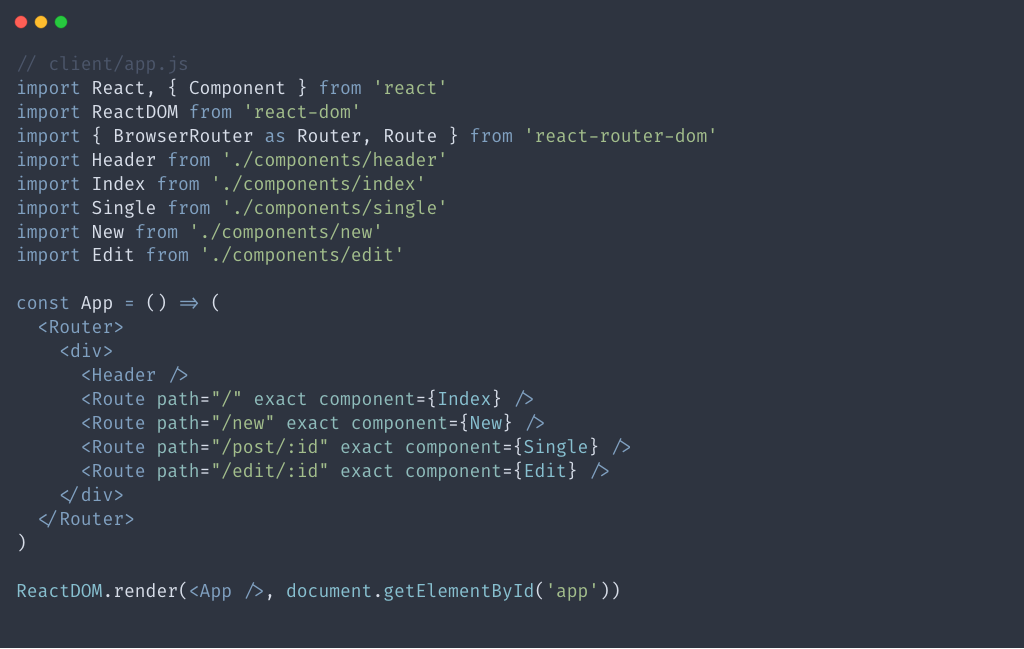 // client/app.js
import React, { Component } from 'react'
import ReactDOM from 'react-dom'
import { BrowserRouter as Router, Route } from 'react-router-dom'
import Header from './components/header'
import Index from './components/index'
import Single from './components/single'
import New from './components/new'
import Edit from './components/edit'

const App = () => (
  <Router>
    <div>
      <Header />
      <Route path="/" exact component={Index} />
      <Route path="/new" exact component={New} />
      <Route path="/post/:id" exact component={Single} />
      <Route path="/edit/:id" exact component={Edit} />
    </div>
  </Router>
)

ReactDOM.render(<App />, document.getElementById('app'))